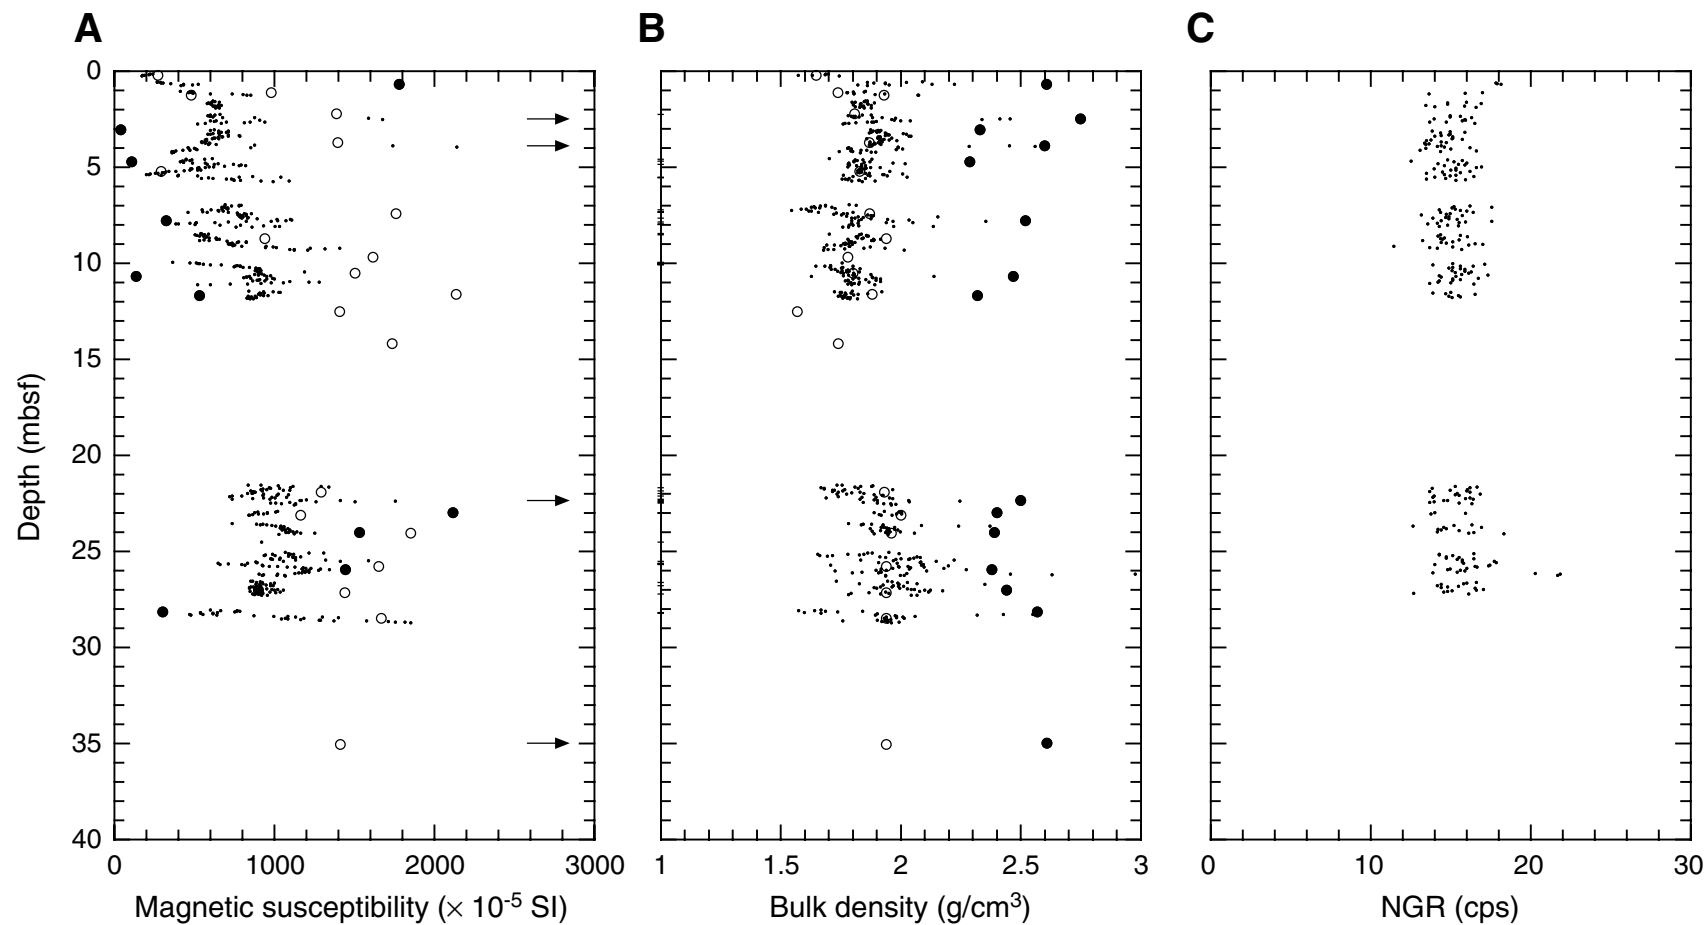 A B C
0
5
10
15
20
25
30
35
40
Depth (mbsf)
0 1000 2000 3000 1 1.5 2 2.5 3 0 10 20 30
Magnetic susceptibility (× 10⁻⁵ SI) Bulk density (g/cm³) NGR (cps)